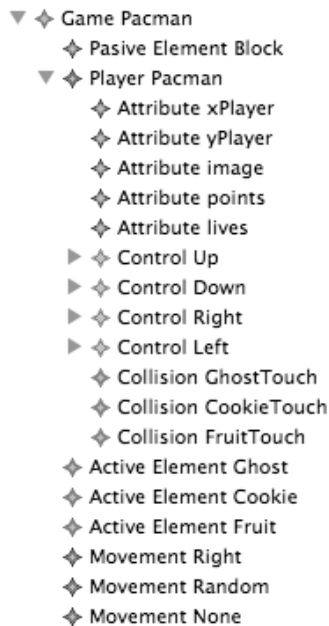 Game Pacman
Pasive Element Block
Player Pacman
Attribute xPlayer
Attribute yPlayer
Attribute image
Attribute points
Attribute lives
Control Up
Control Down
Control Right
Control Left
Collision GhostTouch
Collision CookieTouch
Collision FruitTouch
Active Element Ghost
Active Element Cookie
Active Element Fruit
Movement Right
Movement Random
Movement None